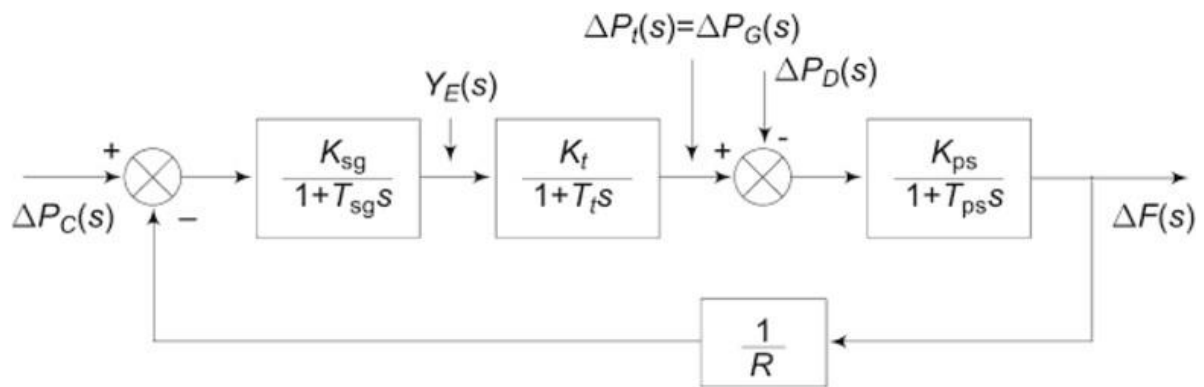 ΔP_t(s)=ΔP_G(s)
ΔP_D(s)
Y_E(s)
+
K_sg
1+T_sg s
K_t
1+T_t s
+
-
K_ps
1+T_ps s
ΔP_C(s)
–
ΔF(s)
1
R